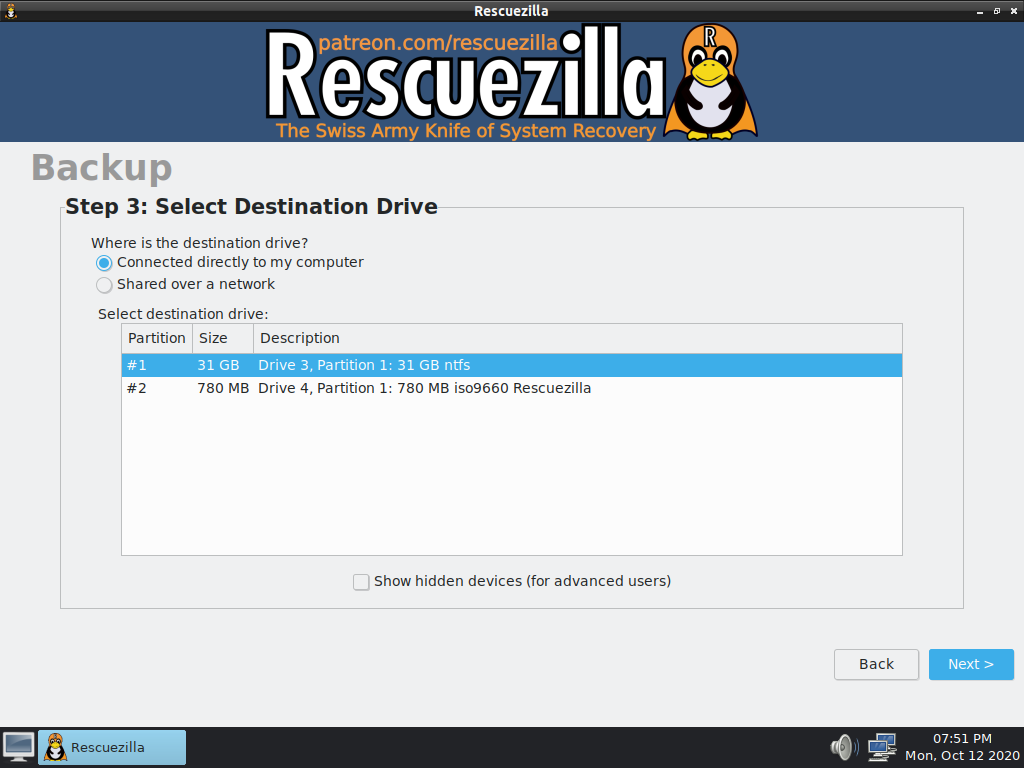 Rescuezilla
patreon.com/rescuezilla
Rescuezilla
R
The Swiss Army Knife of System Recovery
Backup
Step 3: Select Destination Drive
Where is the destination drive?
Connected directly to my computer
Shared over a network
Select destination drive:
Partition Size Description
#1 31 GB Drive 3, Partition 1: 31 GB ntfs
#2 780 MB Drive 4, Partition 1: 780 MB iso9660 Rescuezilla
Show hidden devices (for advanced users)
Back Next >
Rescuezilla
07:51 PM
Mon, Oct 12 2020